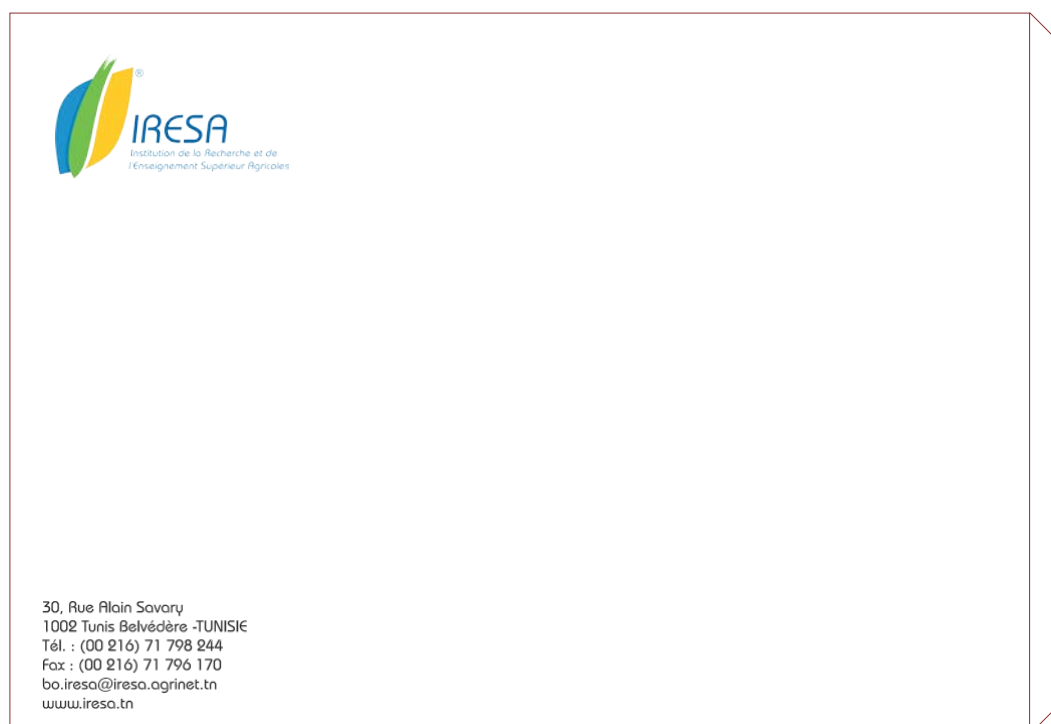 ®
IRESA
Institution de la Recherche et de
l'Enseignement Supérieur Agricoles
30, Rue Alain Savary
1002 Tunis Belvédère -TUNISIE
Tél. : (00 216) 71 798 244
Fax : (00 216) 71 796 170
bo.iresa@iresa.agrinet.tn
www.iresa.tn